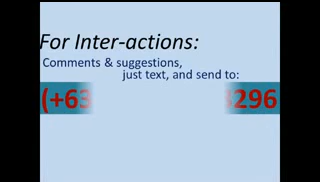 For Inter-actions:
Comments & suggestions,
just text, and send to:
(+63 296